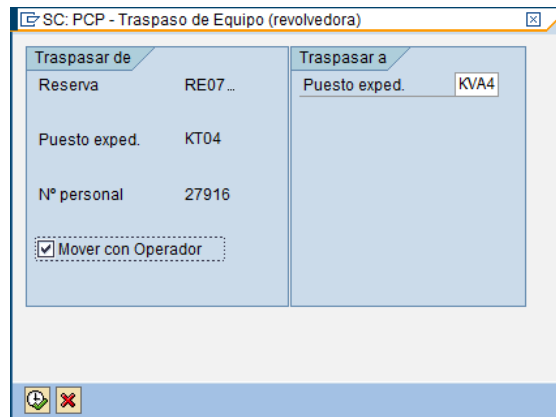 SC: PCP - Traspaso de Equipo (revolvedora)
Traspasar de
Reserva RE07...
Puesto exped. KT04
Nº personal 27916
Mover con Operador
Traspasar a
Puesto exped. KVA4